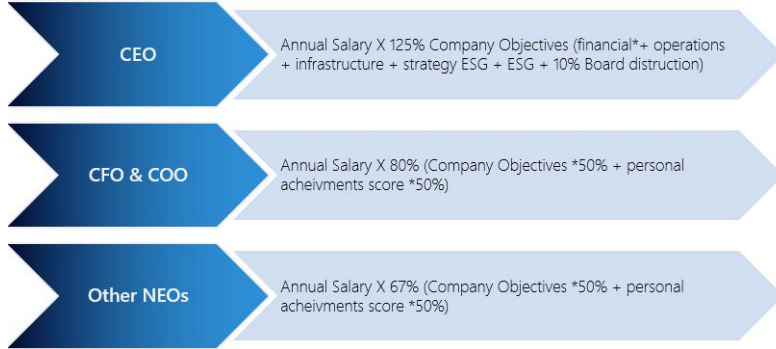 CEO
Annual Salary X 125% Company Objectives (financial*+ operations
+ infrastructure + strategy ESG + ESG + 10% Board distruction)
CFO & COO
Annual Salary X 80% (Company Objectives *50% + personal
acheivments score *50%)
Other NEOs
Annual Salary X 67% (Company Objectives *50% + personal
acheivments score *50%)